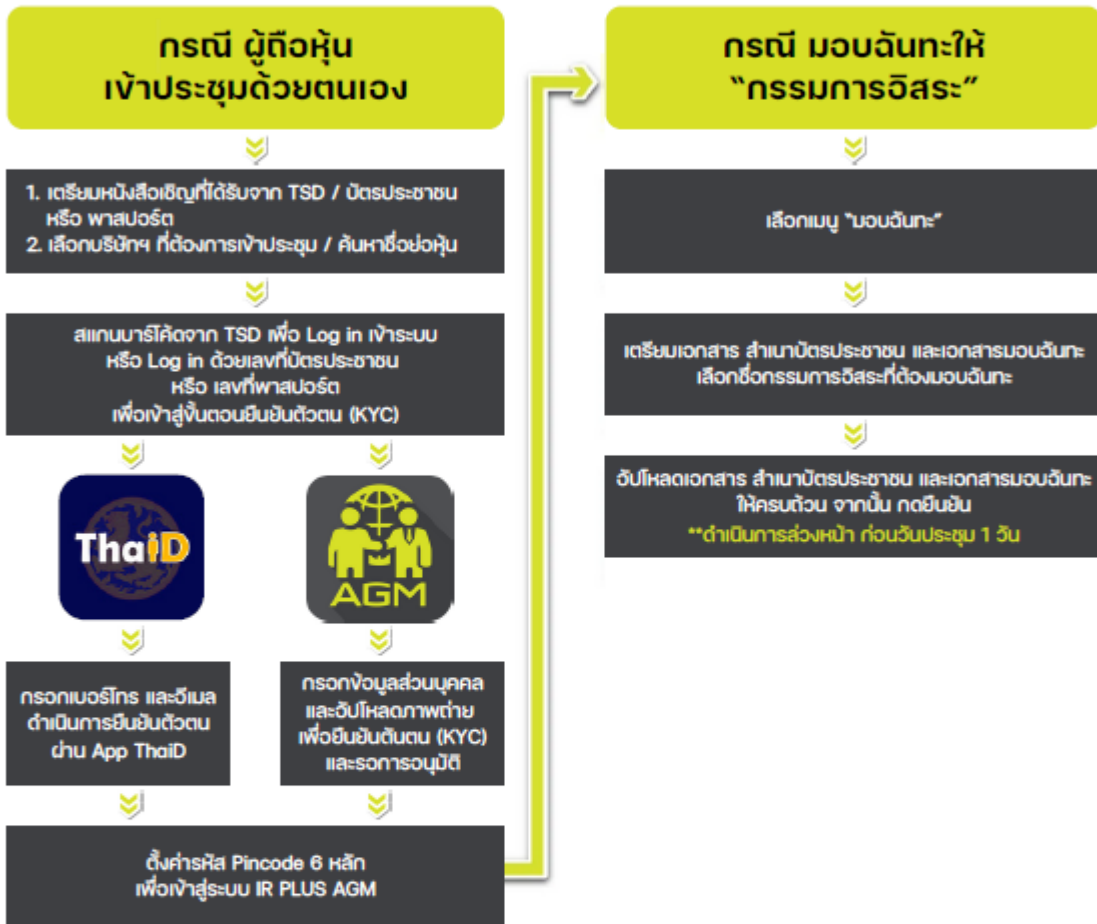 กรณี ผู้ถือหุ้น
เข้าประชุมด้วยตนเอง
1. เตรียมหนังสือเชิญที่ได้รับจาก TSD / บัตรประชาชน
หรือ พาสปอร์ต
2. เลือกบริษัทฯ ที่ต้องการเข้าประชุม / ค้นหาชื่อย่อหุ้น
สแกนบาร์โค้ดจาก TSD เพื่อ Log in เข้าระบบ
หรือ Log in ด้วยเลขที่บัตรประชาชน
หรือ เลขที่พาสปอร์ต
เพื่อเข้าสู่ขั้นตอนยืนยันตัวตน (KYC)
ThaiD
AGM
กรอกเบอร์โทร และอีเมล
ดำเนินการยืนยันตัวตน
ผ่าน App ThaiD
กรอกข้อมูลส่วนบุคคล
และอัปโหลดภาพถ่าย
เพื่อยืนยันตันตน (KYC)
และรอการอนุมัติ
ตั้งค่ารหัส Pincode 6 หลัก
เพื่อเข้าสู่ระบบ IR PLUS AGM
กรณี มอบฉันทะให้
“กรรมการอิสระ”
เลือกเมนู “มอบฉันทะ”
เตรียมเอกสาร สำเนาบัตรประชาชน และเอกสารมอบฉันทะ
เลือกชื่อกรรมการอิสระที่ต้องมอบฉันทะ
อัปโหลดเอกสาร สำเนาบัตรประชาชน และเอกสารมอบฉันทะ
ให้ครบถ้วน จากนั้น กดยืนยัน
**ดำเนินการล่วงหน้า ก่อนวันประชุม 1 วัน